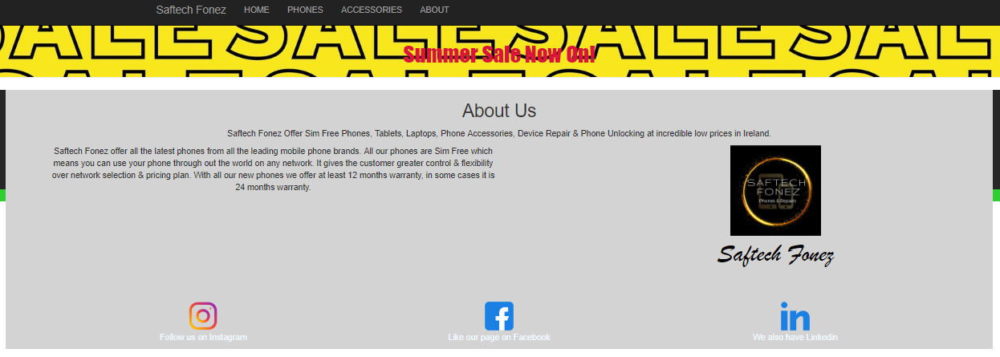 Saftech Fonez HOME PHONES ACCESSORIES ABOUT
SALE SALE SALE SAL
Summer Sale Now On!
SALE SALE SALE SAL
About Us
Saftech Fonez Offer Sim Free Phones, Tablets, Laptops, Phone Accessories, Device Repair & Phone Unlocking at incredible low prices in Ireland.
Saftech Fonez offer all the latest phones from all the leading mobile phone brands. All our phones are Sim Free which
means you can use your phone through out the world on any network. It gives the customer greater control & flexibility
over network selection & pricing plan. With all our new phones we offer at least 12 months warranty, in some cases it is
24 months warranty.
SAFTECH
FONEZ
Phones & Repairs
Saftech Fonez
Follow us on Instagram
Like our page on Facebook
We also have Linkedin